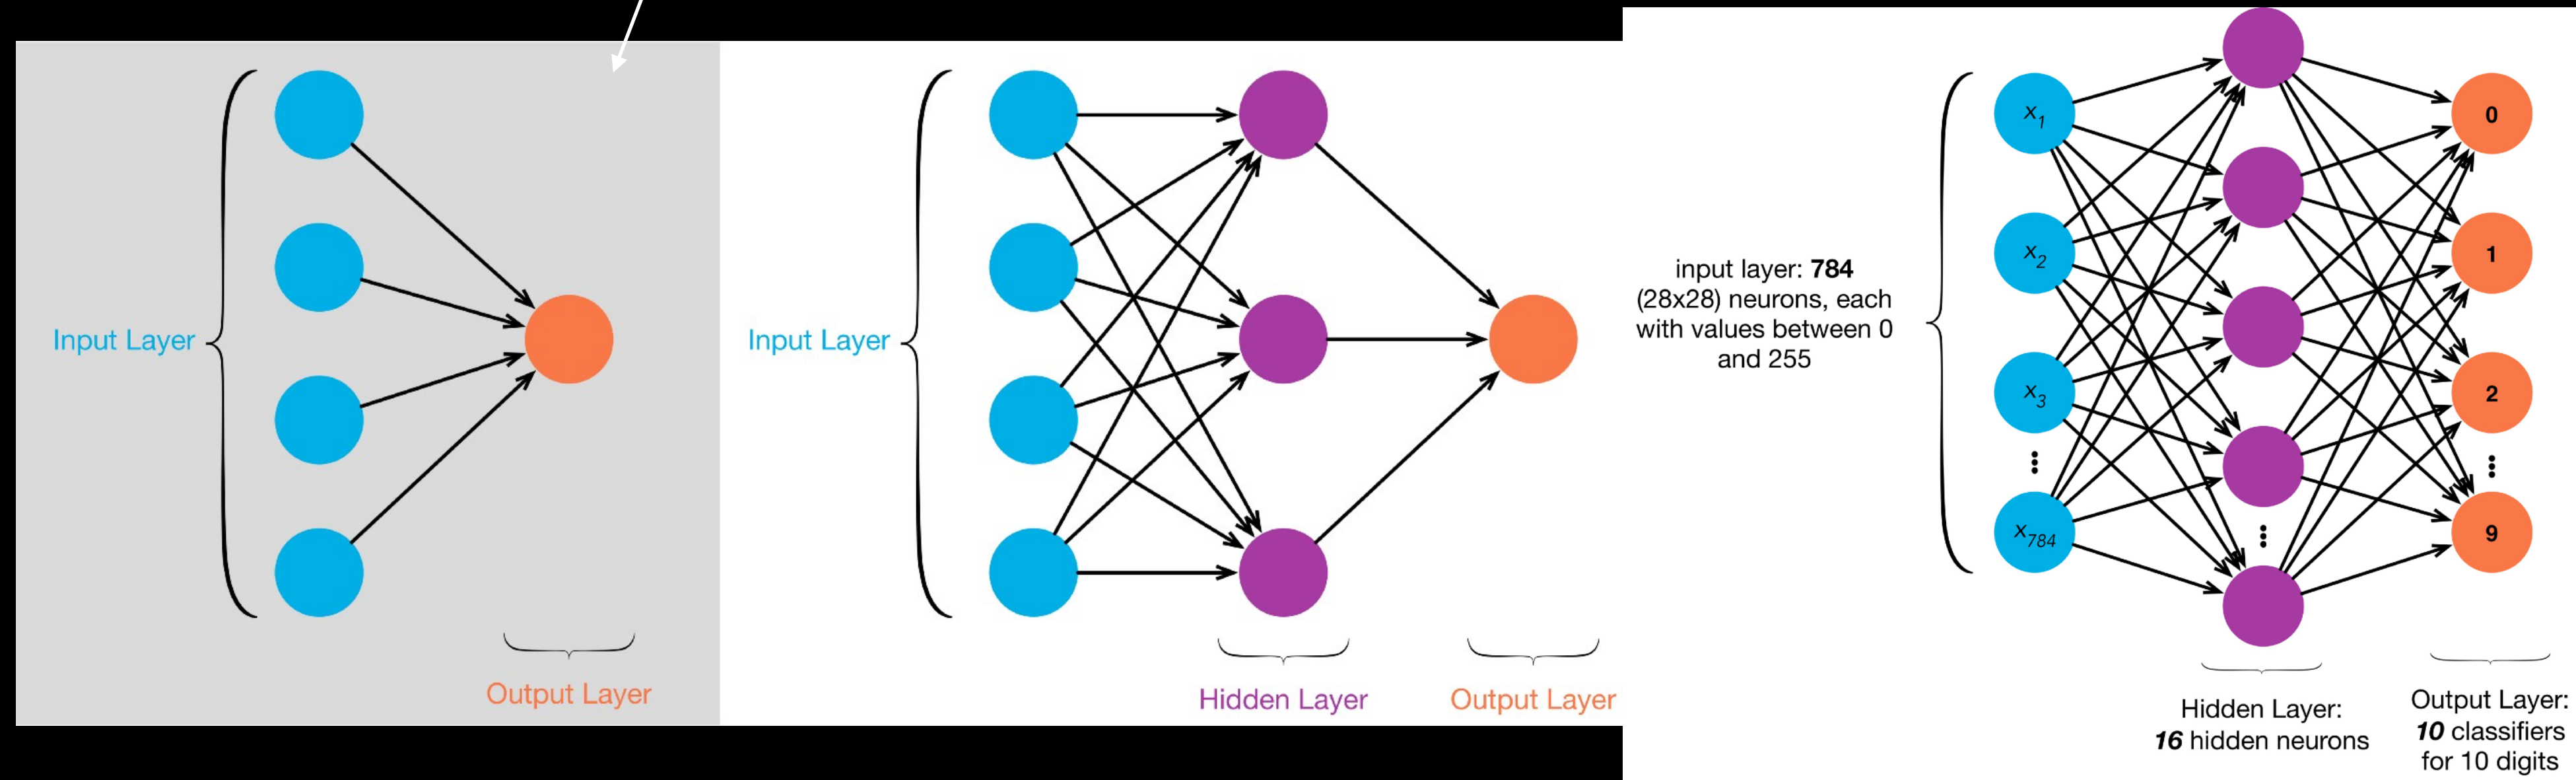 Input Layer
Output Layer
Input Layer
Hidden Layer
Output Layer
input layer: 784
(28x28) neurons, each
with values between 0
and 255
x1
x2
x3
x784
0
1
2
9
Hidden Layer:
16 hidden neurons
Output Layer:
10 classifiers
for 10 digits